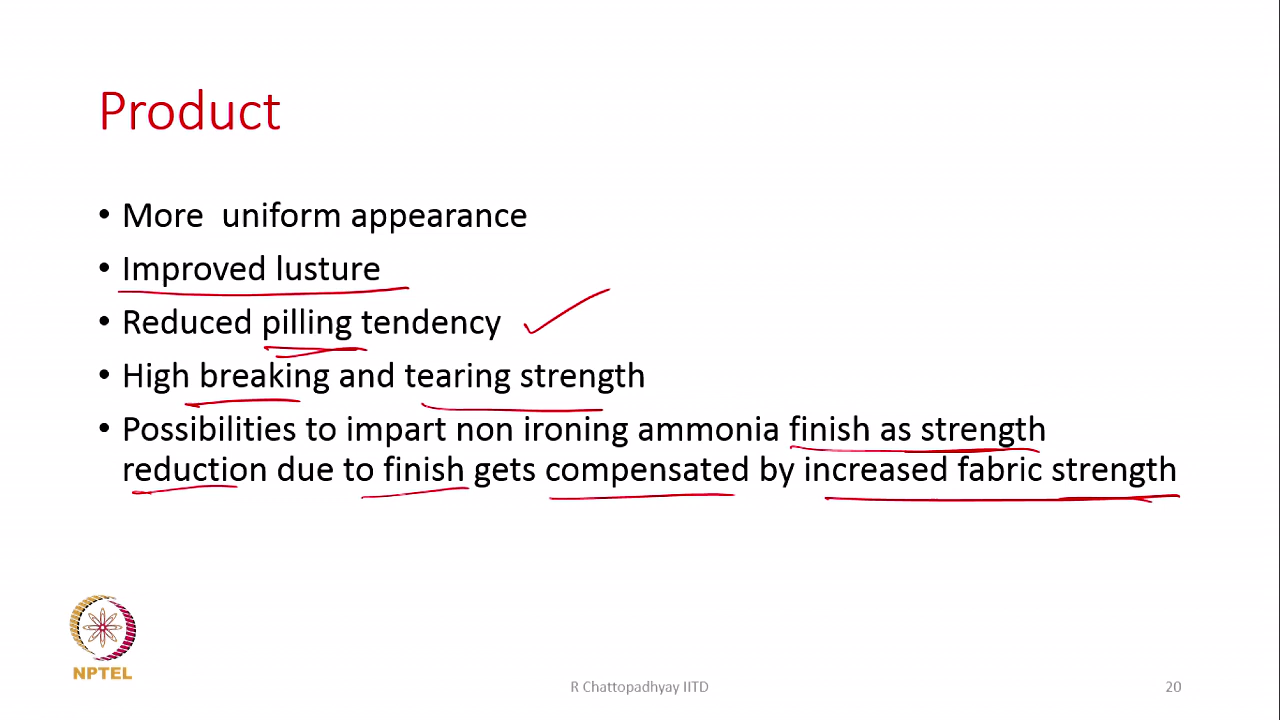 Product
• More uniform appearance
• Improved lusture
• Reduced pilling tendency
• High breaking and tearing strength
• Possibilities to impart non ironing ammonia finish as strength
reduction due to finish gets compensated by increased fabric strength
NPTEL
R Chattopadhyay IITD
20